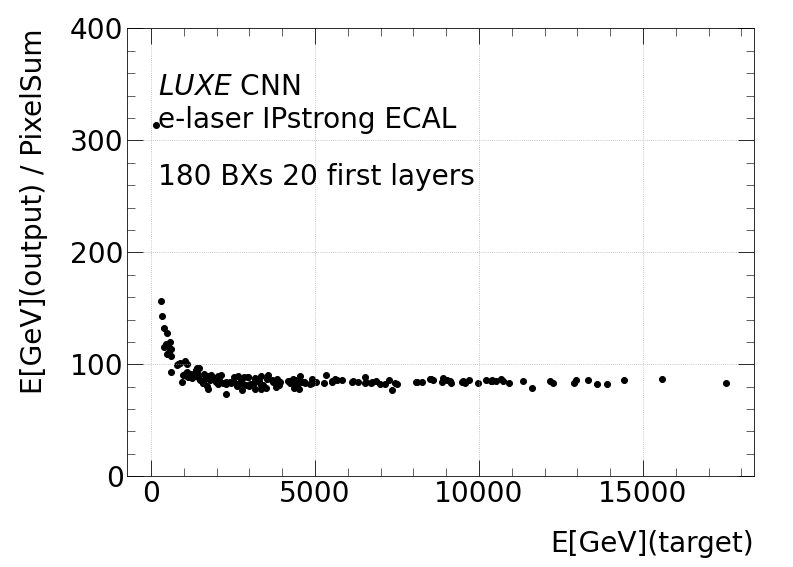 400
LUXE CNN
e-laser IPstrong ECAL
300
180 BXs 20 first layers
200
100
0
E[GeV](output) / PixelSum
0 5000 10000 15000
E[GeV](target)